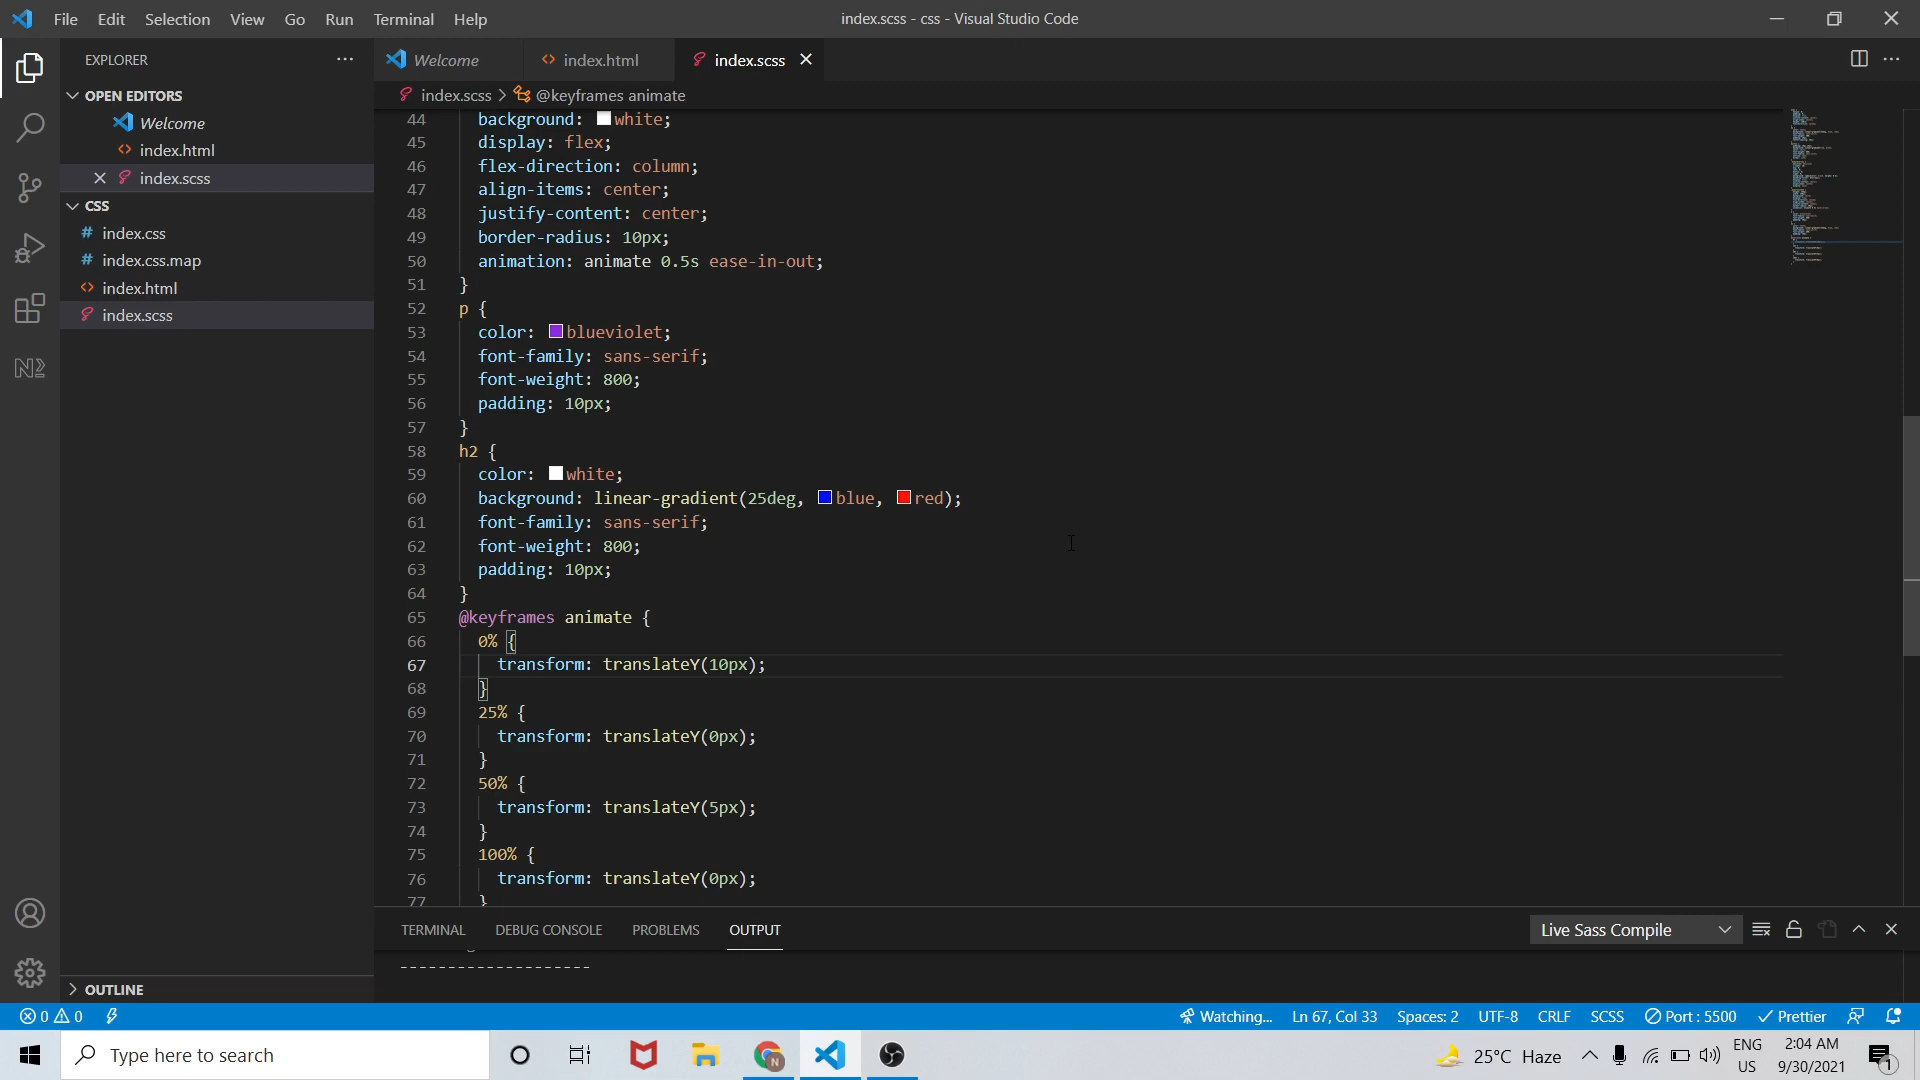 File Edit Selection View Go Run Terminal Help
index.scss - css - Visual Studio Code
EXPLORER
OPEN EDITORS
Welcome
index.html
index.scss
CSS
index.css
index.css.map
index.html
index.scss
OUTLINE
Welcome index.html index.scss
index.scss > @keyframes animate
44 background: white;
45 display: flex;
46 flex-direction: column;
47 align-items: center;
48 justify-content: center;
49 border-radius: 10px;
50 animation: animate 0.5s ease-in-out;
51 }
52 p {
53 color: blueviolet;
54 font-family: sans-serif;
55 font-weight: 800;
56 padding: 10px;
57 }
58 h2 {
59 color: white;
60 background: linear-gradient(25deg, blue, red);
61 font-family: sans-serif;
62 font-weight: 800;
63 padding: 10px;
64 }
65 @keyframes animate {
66 0% {
67 transform: translateY(10px);
68 }
69 25% {
70 transform: translateY(0px);
71 }
72 50% {
73 transform: translateY(5px);
74 }
75 100% {
76 transform: translateY(0px);
77 }
TERMINAL DEBUG CONSOLE PROBLEMS OUTPUT
Live Sass Compile
--------------------
0 0
Watching... Ln 67, Col 33 Spaces: 2 UTF-8 CRLF SCSS Port : 5500 Prettier
Type here to search
N
25°C Haze
ENG
US
2:04 AM
9/30/2021
1